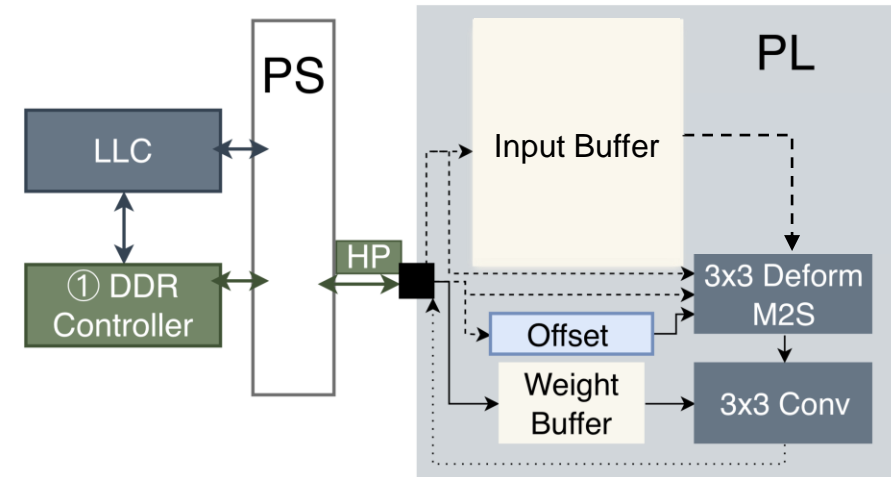 PS
PL
LLC
Input Buffer
HP
① DDR
Controller
3x3 Deform
M2S
Offset
Weight
Buffer
3x3 Conv